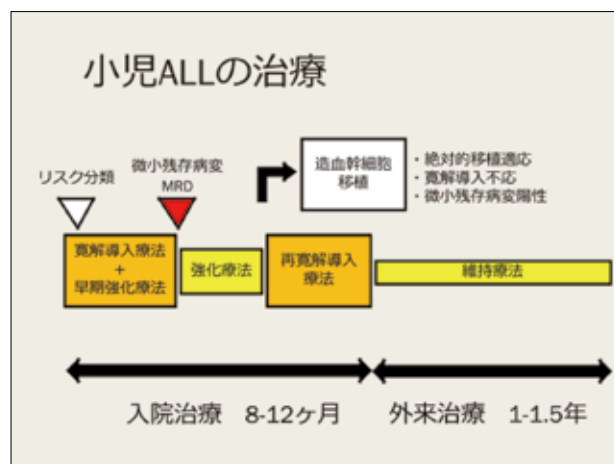 小児ALLの治療
リスク分類
微小残存病変
MRD
造血幹細胞
移植
・絶対的移植適応
・寛解導入不応
・微小残存病変陽性
寛解導入療法
+
早期強化療法
強化療法
再寛解導入
療法
維持療法
入院治療 8-12ヶ月
外来治療 1-1.5年